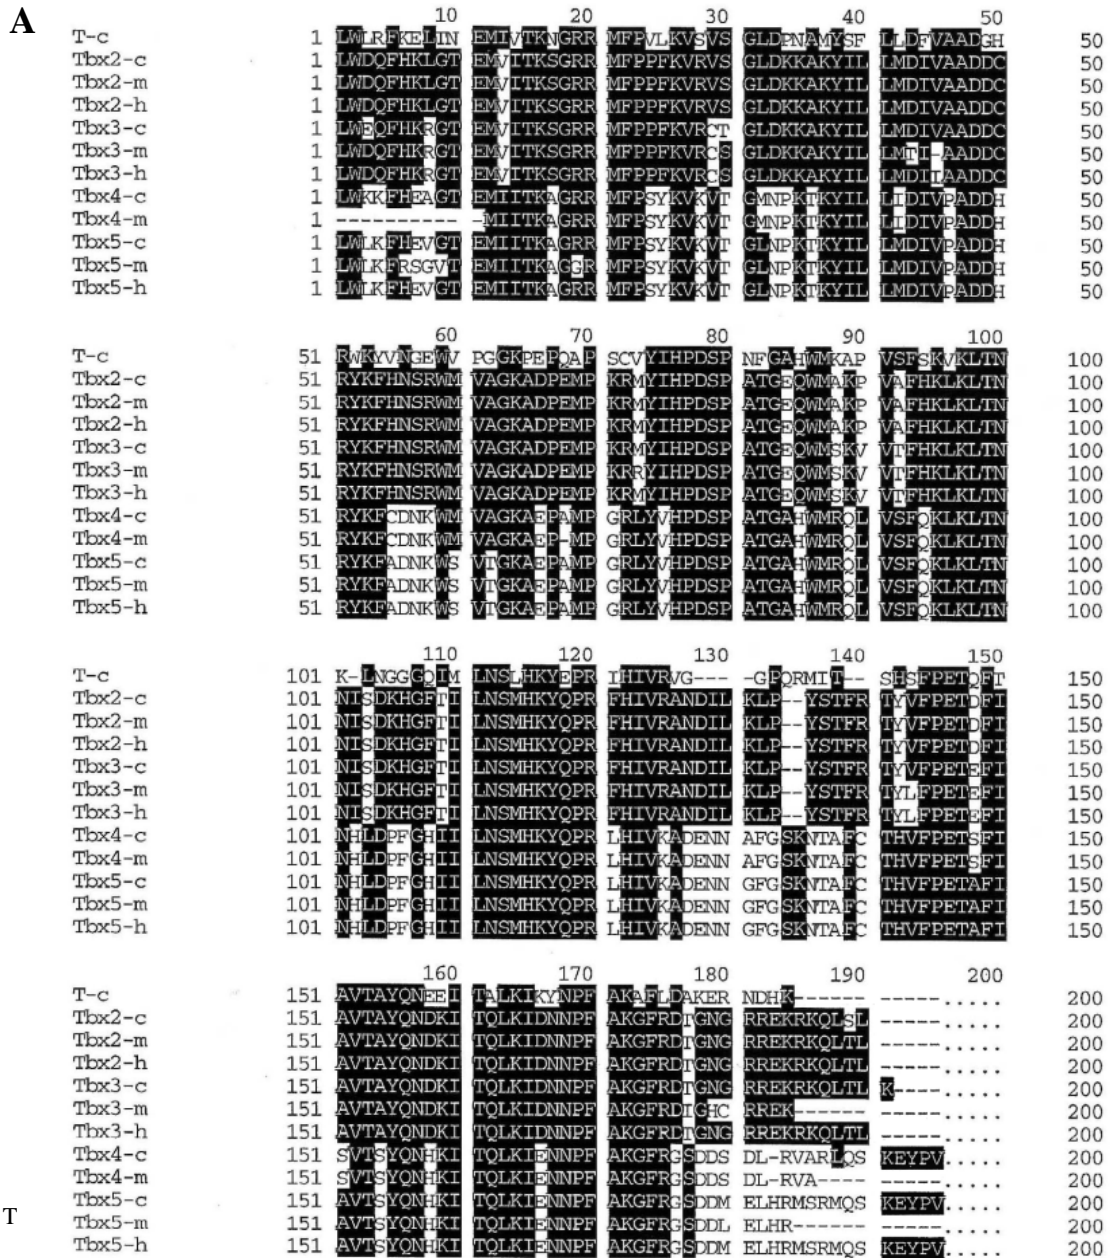 A
10 20 30 40 50
T-c 1 LWLRFKELTN EMIVTKNGRR MFPVLKVSVS GLDPNAMYSF LLDFVAADGH 50
Tbx2-c 1 LWDQFHKLGT EMVITKSGRR MFPPFKVRVS GLDKKAKYIL LMDIVAADDC 50
Tbx2-m 1 LWDQFHKLGT EMVITKSGRR MFPPFKVRVS GLDKKAKYIL LMDIVAADDC 50
Tbx2-h 1 LWDQFHKLGT EMVITKSGRR MFPPFKVRVS GLDKKAKYIL LMDIVAADDC 50
Tbx3-c 1 LWEQFHKRGT EMVITKSGRR MFPPFKVRCT GLDKKAKYIL LMDIVAADDC 50
Tbx3-m 1 LWDQFHKRGT EMVITKSGRR MFPPFKVRCS GLDKKAKYIL LMTI-AADDC 50
Tbx3-h 1 LWDQFHKRGT EMVITKSGRR MFPPFKVRCS GLDKKAKYIL LMDIIAADDC 50
Tbx4-c 1 LWKKFHEAGT EMIITKAGRR MFPSYKVKVT GMNPKTKYIL LIDIVPADDH 50
Tbx4-m 1 ---------- -MIITKAGRR MFPSYKVKVT GMNPKTKYIL LIDIVPADDH 50
Tbx5-c 1 LWLKFHEVGT EMIITKAGRR MFPSYKVKVT GLNPKTKYIL LMDIVPADDH 50
Tbx5-m 1 LWLKFRSGVT EMIITKAGGR MFPSYKVKVT GLNPKTKYIL LMDIVPADDH 50
Tbx5-h 1 LWLKFHEVGT EMIITKAGRR MFPSYKVKVT GLNPKTKYIL LMDIVPADDH 50
60 70 80 90 100
T-c 51 RWKYVNGEWV PGGKPEPQAP SCVYIHPDSP NFGAHWMKAP VSFSKVKLTN 100
Tbx2-c 51 RYKFHNSRWM VAGKADPEMP KRMYIHPDSP ATGEQWMAKP VAFHKLKLTN 100
Tbx2-m 51 RYKFHNSRWM VAGKADPEMP KRMYIHPDSP ATGEQWMAKP VAFHKLKLTN 100
Tbx2-h 51 RYKFHNSRWM VAGKADPEMP KRMYIHPDSP ATGEQWMAKP VAFHKLKLTN 100
Tbx3-c 51 RYKFHNSRWM VAGKADPEMP KRMYIHPDSP ATGEQWMSKV VTFHKLKLTN 100
Tbx3-m 51 RYKFHNSRWM VAGKADPEMP KRRYIHPDSP ATGEQWMSKV VTFHKLKLTN 100
Tbx3-h 51 RYKFHNSRWM VAGKADPEMP KRMYIHPDSP ATGEQWMSKV VTFHKLKLTN 100
Tbx4-c 51 RYKFCDNKWM VAGKAEPAMP GRLYVHPDSP ATGAHWMRQL VSFQKLKLTN 100
Tbx4-m 51 RYKFCDNKWM VAGKAEP-MP GRLYVHPDSP ATGAHWMRQL VSFQKLKLTN 100
Tbx5-c 51 RYKFADNKWS VTGKAEPAMP GRLYVHPDSP ATGAHWMRQL VSFQKLKLTN 100
Tbx5-m 51 RYKFADNKWS VTGKAEPAMP GRLYVHPDSP ATGAHWMRQL VSFQKLKLTN 100
Tbx5-h 51 RYKFADNKWS VTGKAEPAMP GRLYVHPDSP ATGAHWMRQL VSFQKLKLTN 100
110 120 130 140 150
T-c 101 K-LNGGGQIM LNSLHKYEPR IHIVRVG--- -GPQRMIT-- SHSFPETQFT 150
Tbx2-c 101 NISDKHGFTI LNSMHKYQPR FHIVRANDIL KLP--YSTFR TYVFPETDFI 150
Tbx2-m 101 NISDKHGFTI LNSMHKYQPR FHIVRANDIL KLP--YSTFR TYVFPETDFI 150
Tbx2-h 101 NISDKHGFTI LNSMHKYQPR FHIVRANDIL KLP--YSTFR TYVFPETDFI 150
Tbx3-c 101 NISDKHGFTI LNSMHKYQPR FHIVRANDIL KLP--YSTFR TYVFPETEFI 150
Tbx3-m 101 NISDKHGFTI LNSMHKYQPR FHIVRANDIL KLP--YSTFR TYLFPETEFI 150
Tbx3-h 101 NISDKHGFTI LNSMHKYQPR FHIVRANDIL KLP--YSTFR TYLFPETEFI 150
Tbx4-c 101 NHLDPFGHII LNSMHKYQPR LHIVKADENN AFGSKNTAFC THVFPETSFI 150
Tbx4-m 101 NHLDPFGHII LNSMHKYQPR LHIVKADENN AFGSKNTAFC THVFPETSFI 150
Tbx5-c 101 NHLDPFGHII LNSMHKYQPR LHIVKADENN GFGSKNTAFC THVFPETAFI 150
Tbx5-m 101 NHLDPFGHII LNSMHKYQPR LHIVKADENN GFGSKNTAFC THVFPETAFI 150
Tbx5-h 101 NHLDPFGHII LNSMHKYQPR LHIVKADENN GFGSKNTAFC THVFPETAFI 150
160 170 180 190 200
T-c 151 AVTAYQNEEI TALKIKYNPF AKAFLDAKER NDHK------ -----..... 200
Tbx2-c 151 AVTAYQNDKI TQLKIDNNPF AKGFRDTGNG RREKRKQLSL -----..... 200
Tbx2-m 151 AVTAYQNDKI TQLKIDNNPF AKGFRDTGNG RREKRKQLTL -----..... 200
Tbx2-h 151 AVTAYQNDKI TQLKIDNNPF AKGFRDTGNG RREKRKQLTL -----..... 200
Tbx3-c 151 AVTAYQNDKI TQLKIDNNPF AKGFRDTGNG RREKRKQLTL K----..... 200
Tbx3-m 151 AVTAYQNDKI TQLKIDNNPF AKGFRDIGHC RREK------ -----..... 200
Tbx3-h 151 AVTAYQNDKI TQLKIDNNPF AKGFRDTGNG RREKRKQLTL -----..... 200
Tbx4-c 151 SVTSYQNHKI TQLKIENNPF AKGFRGSDDS DL-RVARLQS KEYPV..... 200
Tbx4-m 151 SVTSYQNHKI TQLKIENNPF AKGFRGSDDS DL-RVA---- -----..... 200
Tbx5-c 151 AVTSYQNHKI TQLKIENNPF AKGFRGSDDM ELHRMSRMQS KEYPV..... 200
T
Tbx5-m 151 AVTSYQNHKI TQLKIENNPF AKGFRGSDDL ELHR------ -----..... 200
Tbx5-h 151 AVTSYQNHKI TQLKIENNPF AKGFRGSDDM ELHRMSRMQS KEYPV..... 200